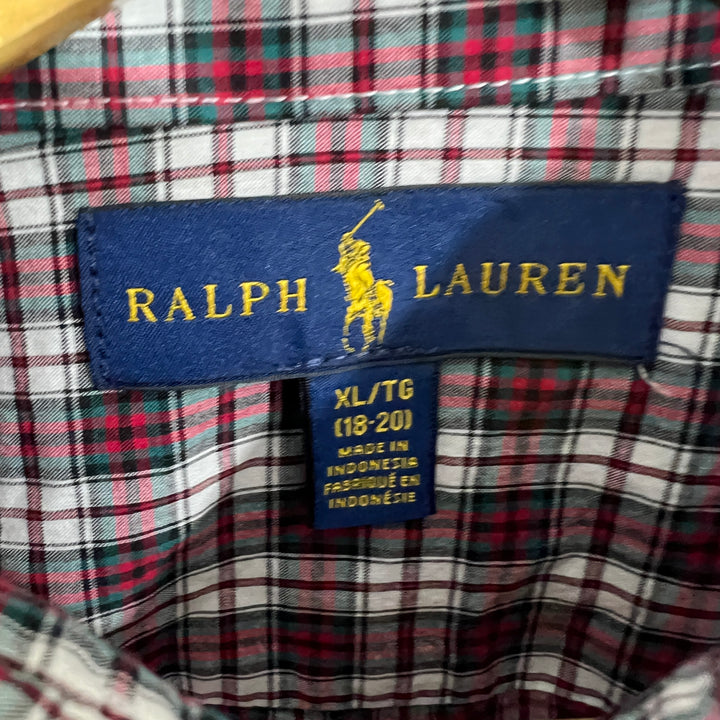 RALPH LAUREN
XL/TG
(18-20)
MADE IN
INDONESIA
FABRIQUÉ EN
INDONÉSIE